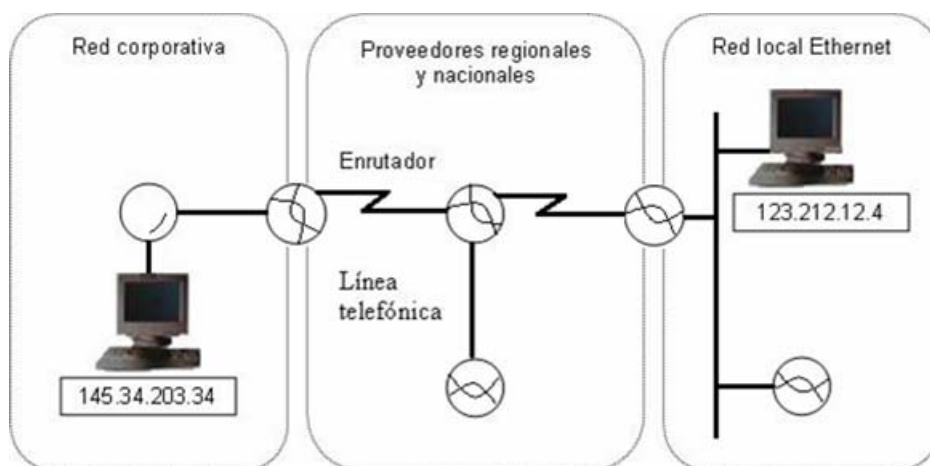 Red corporativa
Proveedores regionales
y nacionales
Red local Ethernet
Enrutador
123.212.12.4
Línea
telefónica
145.34.203.34